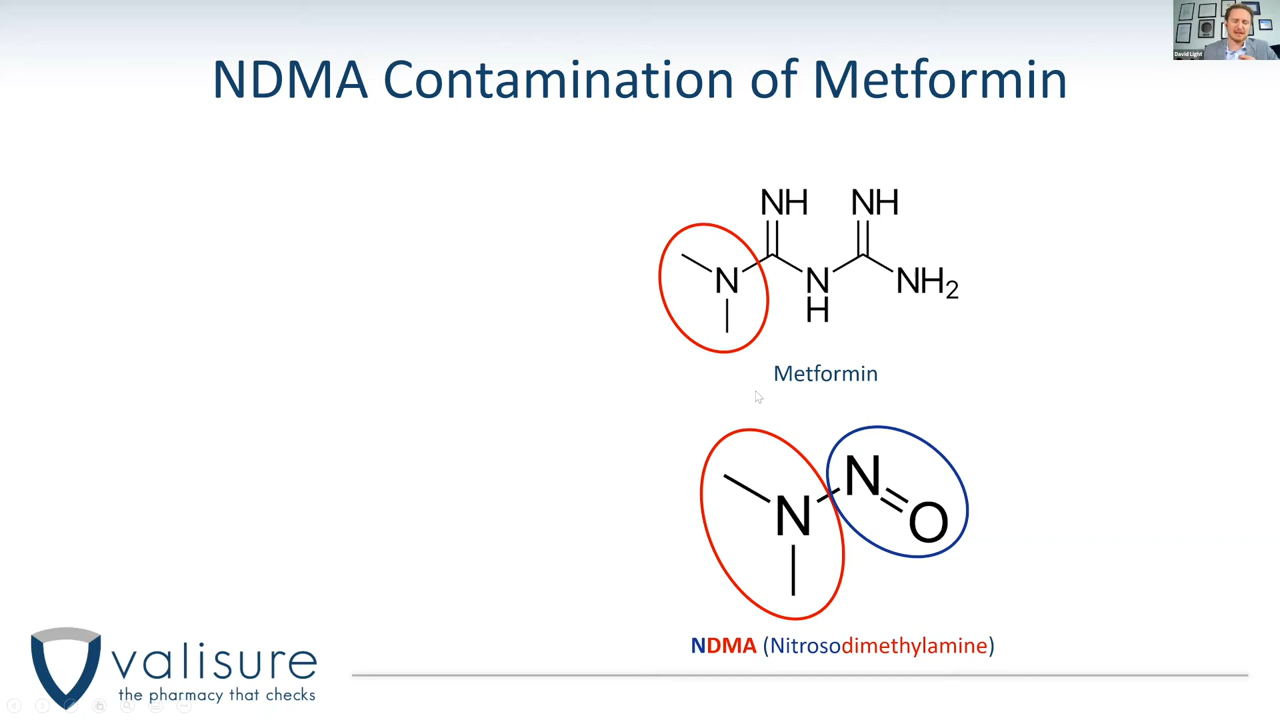 David Light
NDMA Contamination of Metformin
NH NH
N N NH2
H
Metformin
N
N O
NDMA (Nitrosodimethylamine)
valisure
the pharmacy that checks